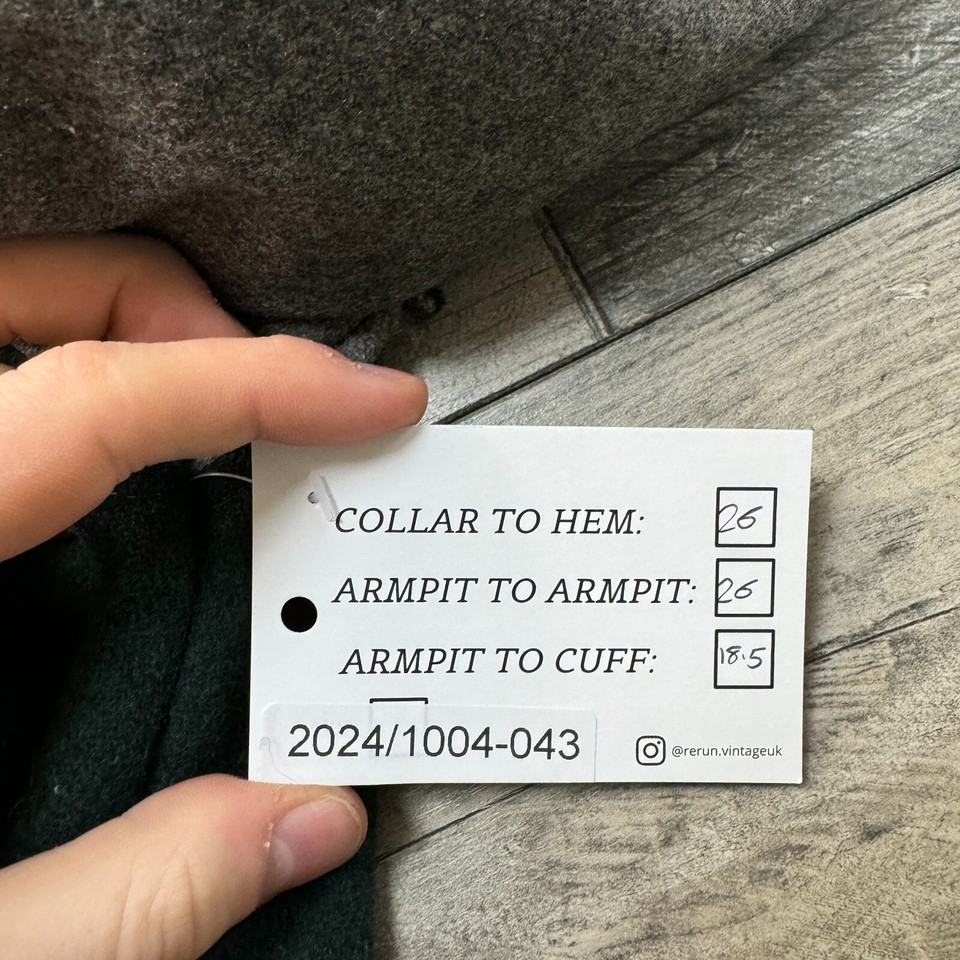 COLLAR TO HEM: 26
ARMPIT TO ARMPIT: 26
ARMPIT TO CUFF: 18.5
2024/1004-043
@rerun.vintageuk